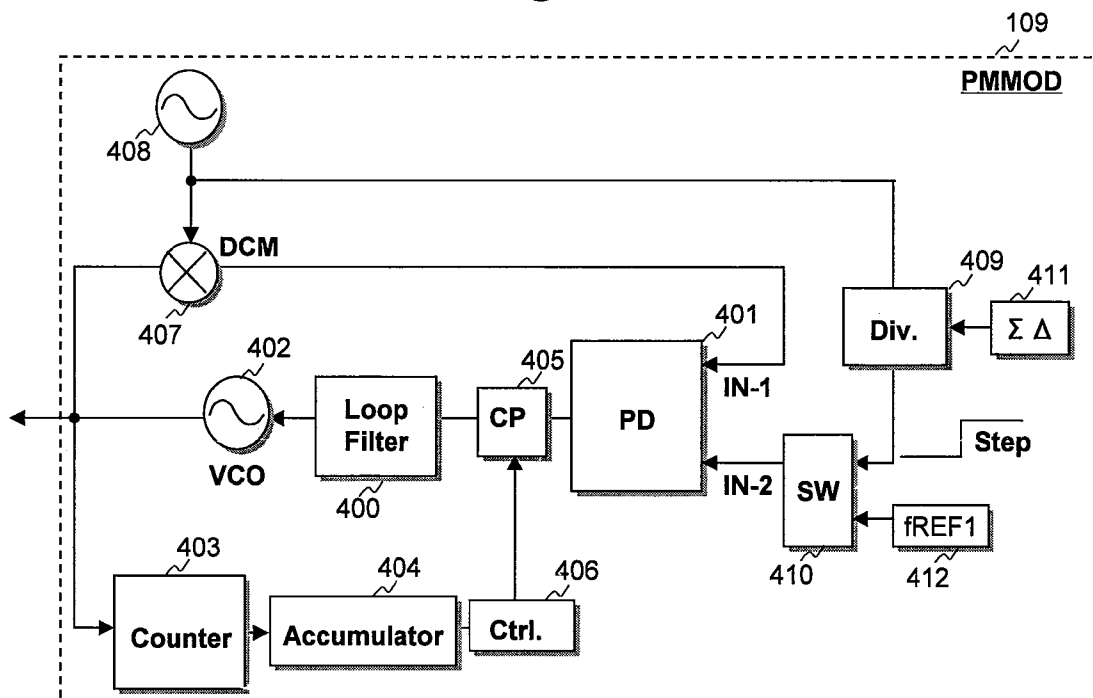 109
PMMOD
408
DCM
407
409
411
Div.
Σ Δ
401
402
405
IN-1
Loop
Filter
CP
PD
Step
VCO
400
IN-2
SW
fREF1
410
412
403
404
406
Counter
Accumulator
Ctrl.